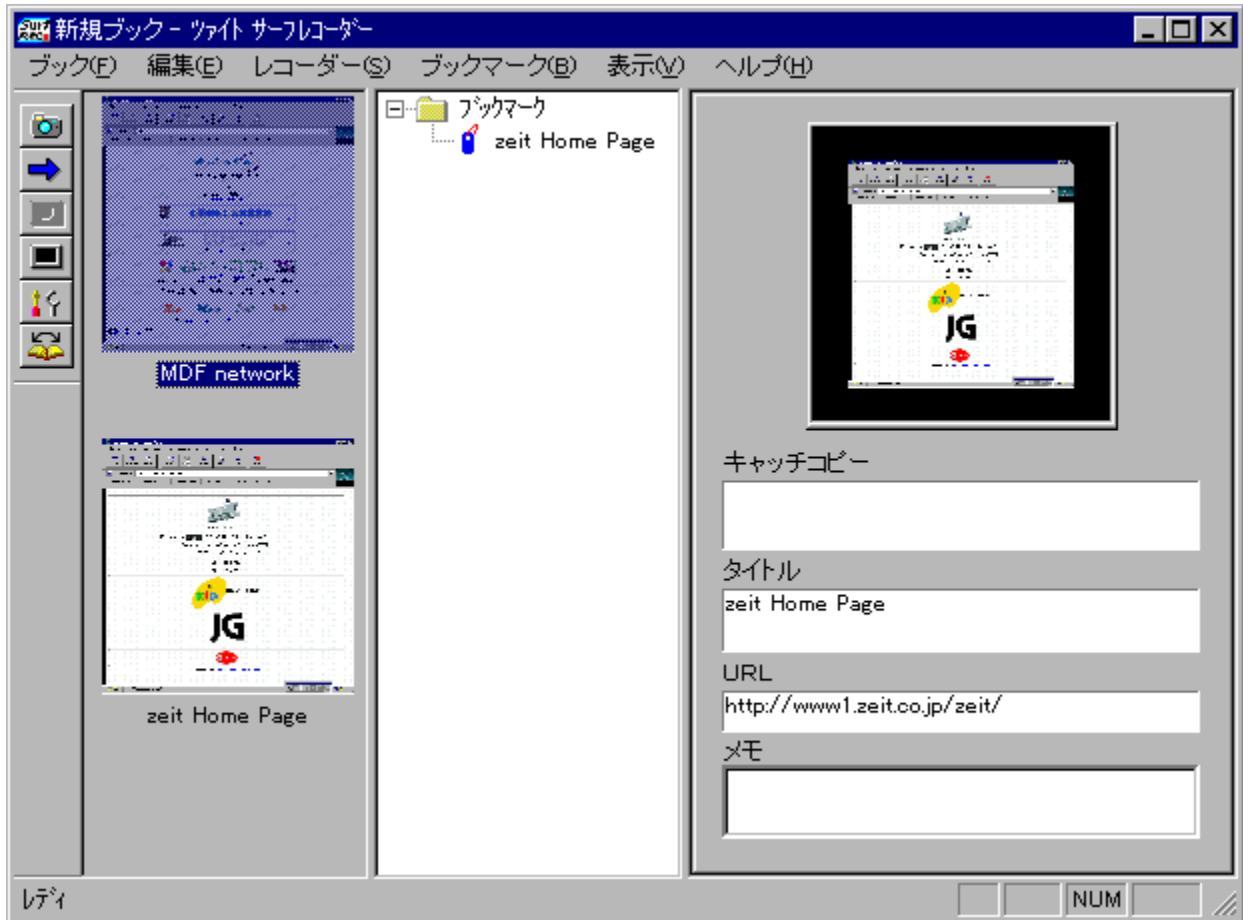 新規ブック - ﾂｧｲﾄ ｻｰﾌﾚｺｰﾀﾞｰ
ブック(F) 編集(E) レコーダー(S) ブックマーク(B) 表示(V) ヘルプ(H)
MDF network
JG
zeit Home Page
ﾌﾞｯｸﾏｰｸ
zeit Home Page
JG
キャッチコピー
タイトル
zeit Home Page
URL
http://www1.zeit.co.jp/zeit/
メモ
ﾚﾃﾞｨ
NUM